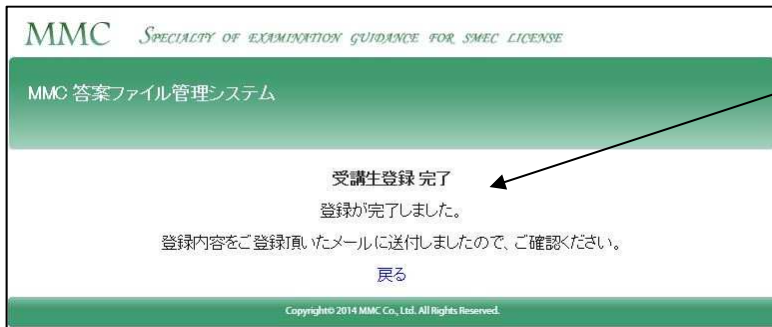 MMC SPECIALTY OF EXAMINATION GUIDANCE FOR SMEC LICENSE
MMC 答案ファイル管理システム
受講生登録 完了
登録が完了しました。
登録内容をご登録頂いたメールに送付しましたので、ご確認ください。
戻る
Copyright© 2014 MMC Co., Ltd. All Rights Reserved.